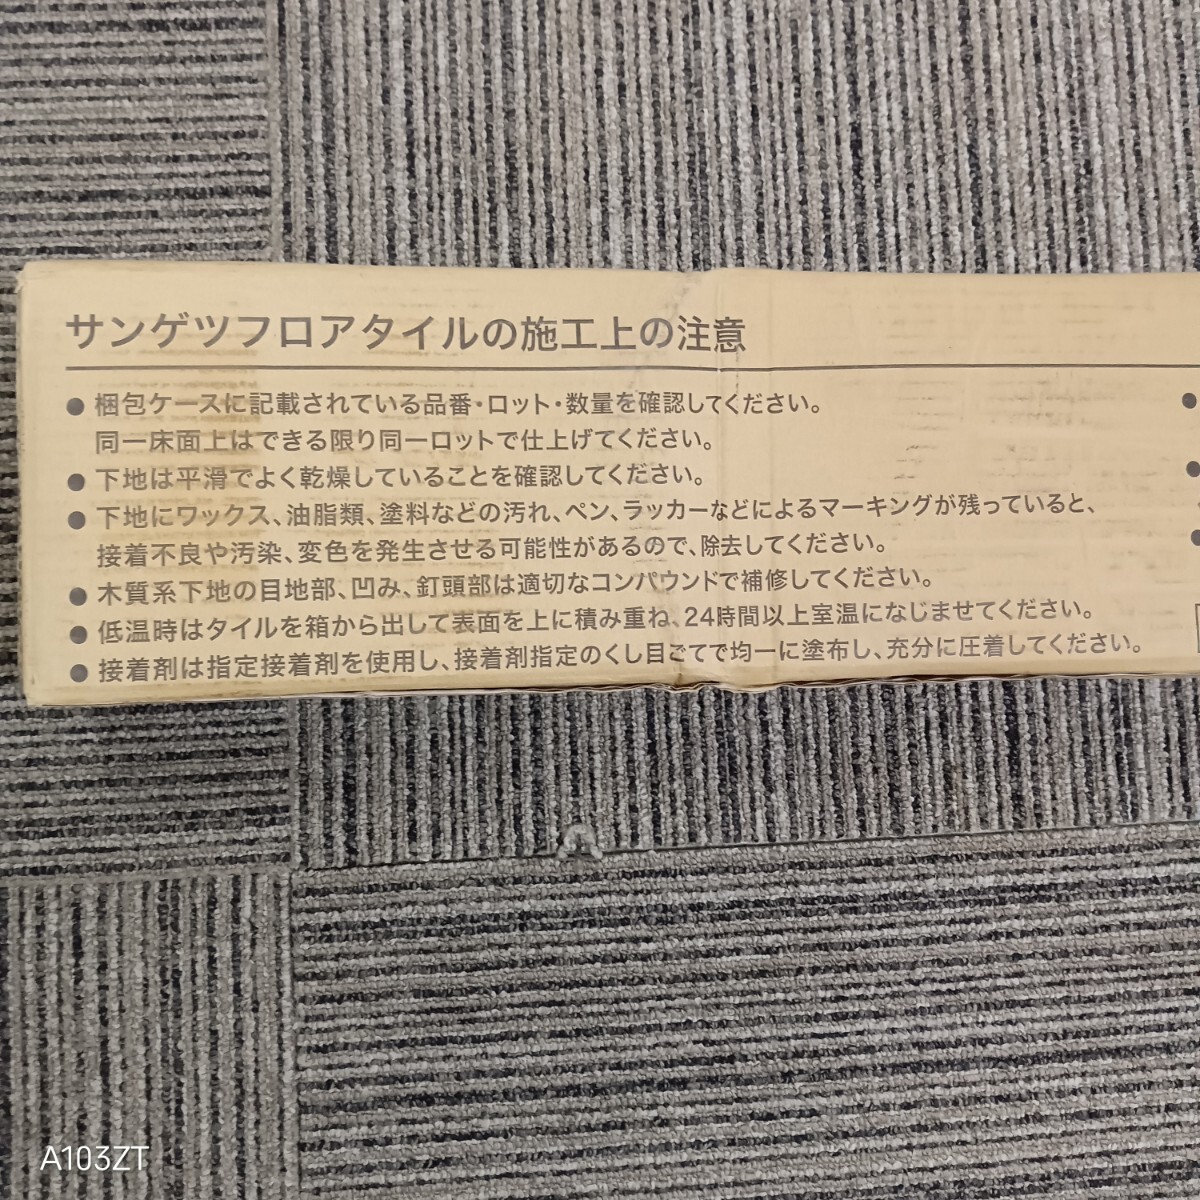 サンゲツフロアタイルの施工上の注意
● 梱包ケースに記載されている品番・ロット・数量を確認してください。
同一床面上はできる限り同一ロットで仕上げてください。
● 下地は平滑でよく乾燥していることを確認してください。
● 下地にワックス、油脂類、塗料などの汚れ、ペン、ラッカーなどによるマーキングが残っていると、
接着不良や汚染、変色を発生させる可能性があるので、除去してください。
● 木質系下地の目地部、凹み、釘頭部は適切なコンパウンドで補修してください。
● 低温時はタイルを箱から出して表面を上に積み重ね、24時間以上室温になじませてください。
● 接着剤は指定接着剤を使用し、接着剤指定のくし目ごてで均一に塗布し、充分に圧着してください。
A103ZT